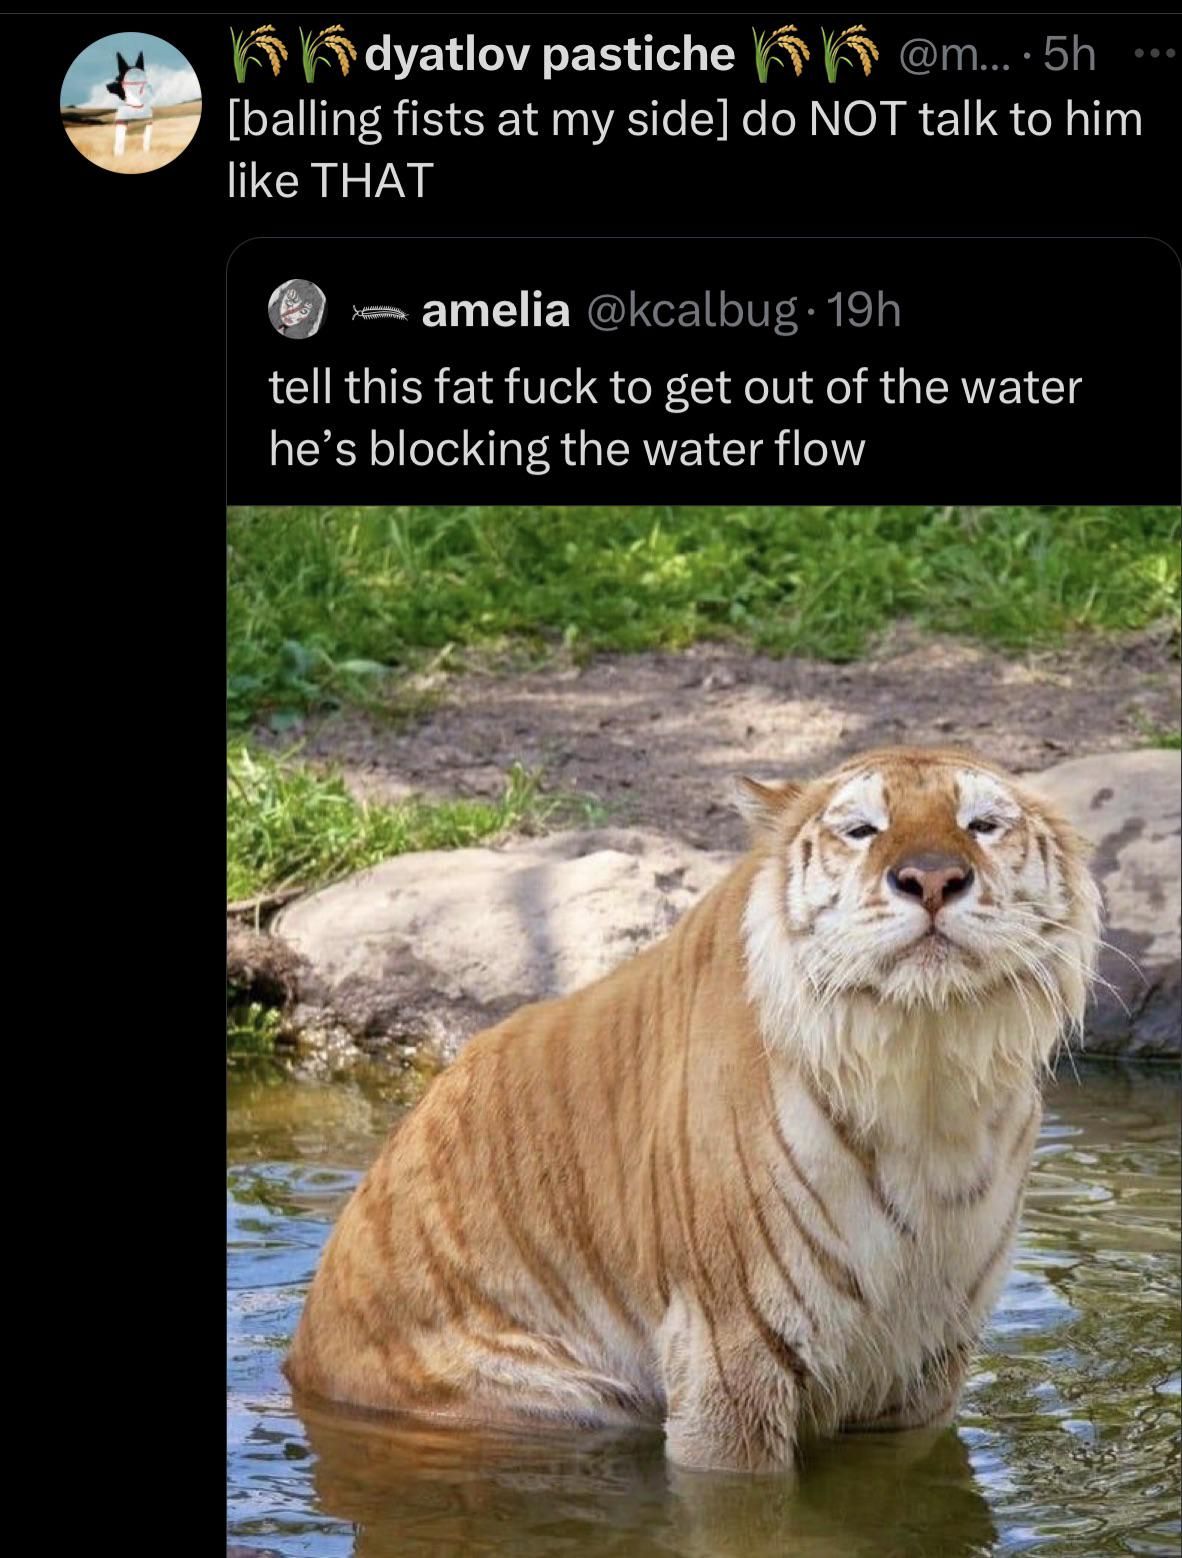 🌾🌾dyatlov pastiche 🌾🌾 @m... · 5h ···
[balling fists at my side] do NOT talk to him
like THAT
amelia @kcalbug · 19h
tell this fat fuck to get out of the water
he’s blocking the water flow